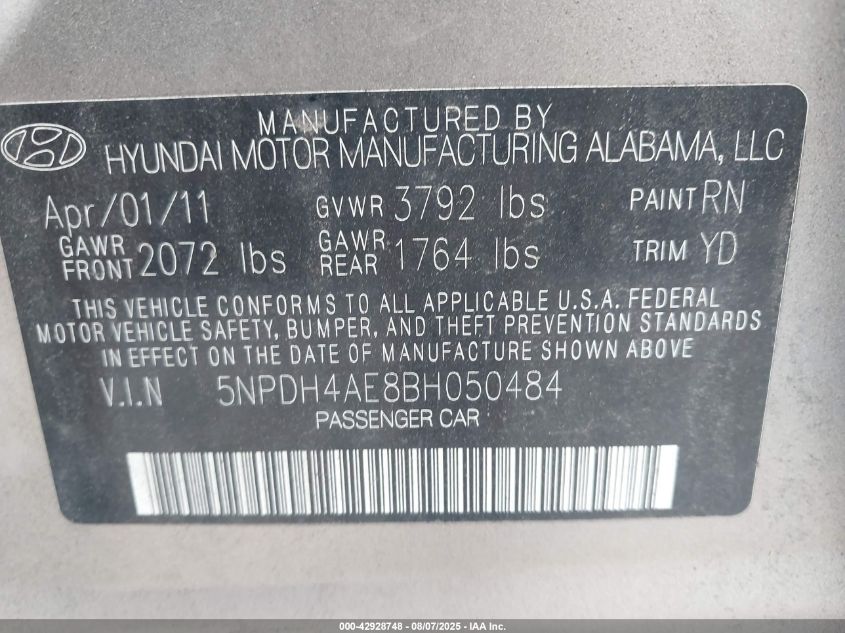 MANUFACTURED BY
HYUNDAI MOTOR MANUFACTURING ALABAMA, LLC
Apr/01/11 GVWR 3792 lbs PAINT RN
GAWR FRONT 2072 lbs GAWR REAR 1764 lbs TRIM YD
THIS VEHICLE CONFORMS TO ALL APPLICABLE U.S.A. FEDERAL
MOTOR VEHICLE SAFETY, BUMPER, AND THEFT PREVENTION STANDARDS
IN EFFECT ON THE DATE OF MANUFACTURE SHOWN ABOVE
V.I.N 5NPDH4AE8BH050484
PASSENGER CAR
000-42928748 - 08/07/2025 - IAA Inc.